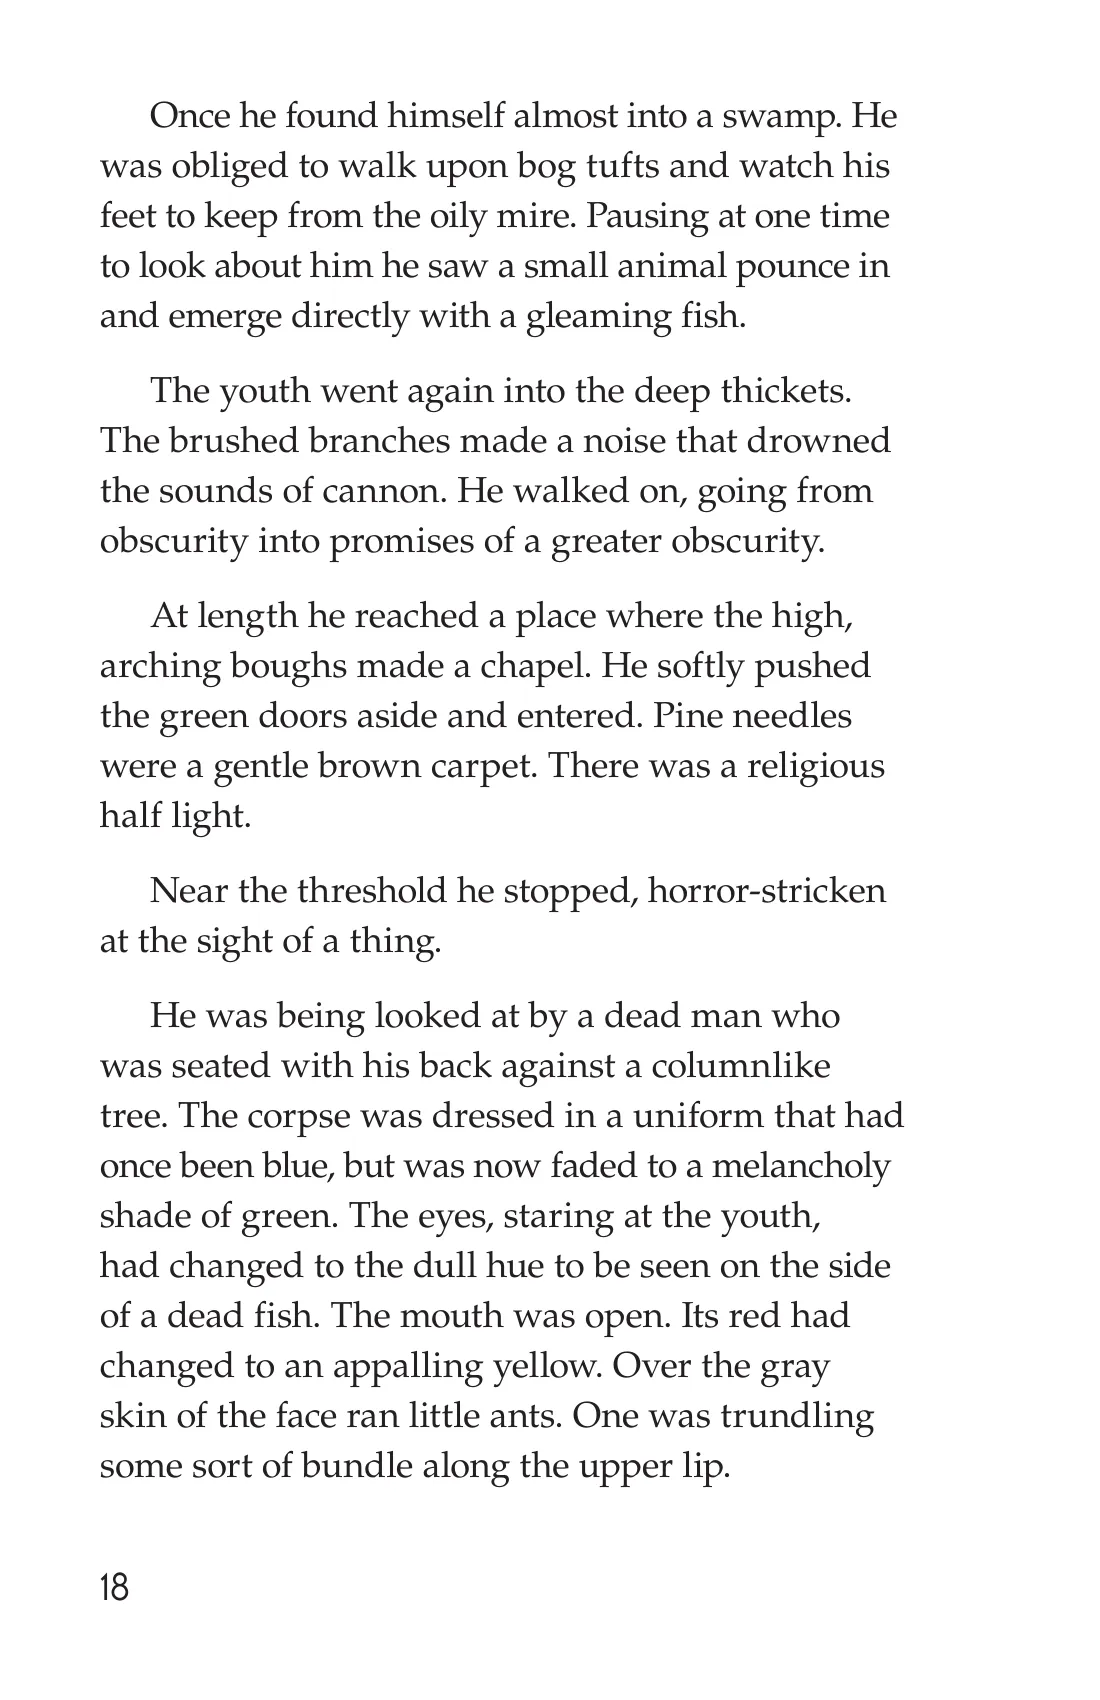 Once he found himself almost into a swamp. He
was obliged to walk upon bog tufts and watch his
feet to keep from the oily mire. Pausing at one time
to look about him he saw a small animal pounce in
and emerge directly with a gleaming fish.
The youth went again into the deep thickets.
The brushed branches made a noise that drowned
the sounds of cannon. He walked on, going from
obscurity into promises of a greater obscurity.
At length he reached a place where the high,
arching boughs made a chapel. He softly pushed
the green doors aside and entered. Pine needles
were a gentle brown carpet. There was a religious
half light.
Near the threshold he stopped, horror-stricken
at the sight of a thing.
He was being looked at by a dead man who
was seated with his back against a columnlike
tree. The corpse was dressed in a uniform that had
once been blue, but was now faded to a melancholy
shade of green. The eyes, staring at the youth,
had changed to the dull hue to be seen on the side
of a dead fish. The mouth was open. Its red had
changed to an appalling yellow. Over the gray
skin of the face ran little ants. One was trundling
some sort of bundle along the upper lip.
18